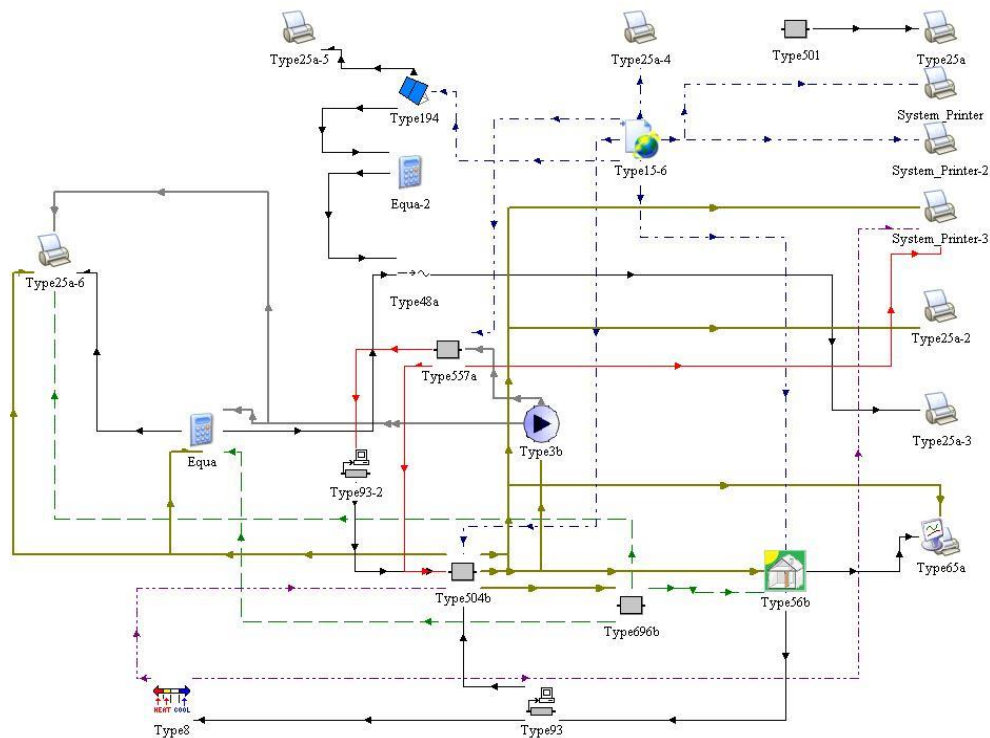 Type25a-5
Type25a-4
Type501
Type25a
Type194
System_Printer
Type15-6
System_Printer-2
Equa-2
System_Printer-3
Type25a-6
Type48a
Type25a-2
Type557a
Type25a-3
Equa
Type3b
Type93-2
Type65a
Type504b
Type56b
Type696b
HEAT COOL
Type8
Type93